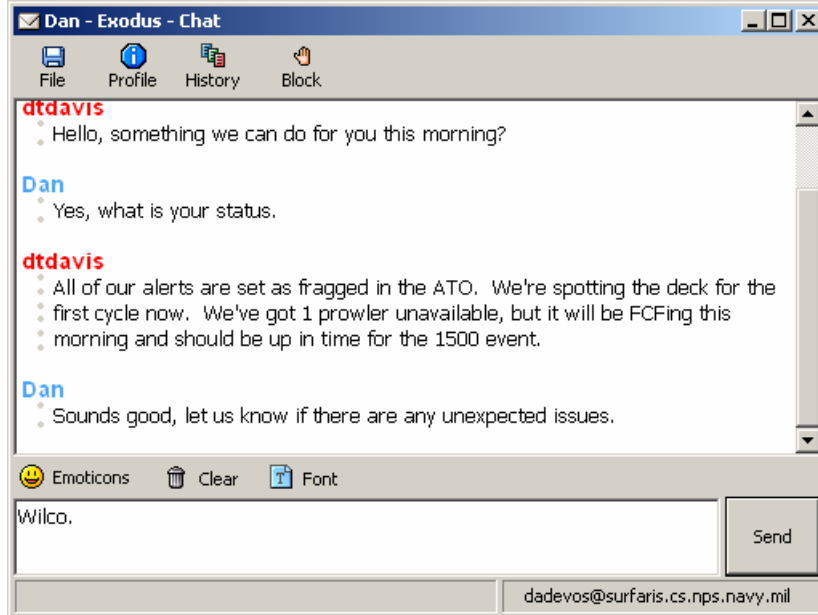 Dan - Exodus - Chat
File Profile History Block
dtdavis
Hello, something we can do for you this morning?
Dan
Yes, what is your status.
dtdavis
All of our alerts are set as fragged in the ATO.  We're spotting the deck for the
first cycle now.  We've got 1 prowler unavailable, but it will be FCFing this
morning and should be up in time for the 1500 event.
Dan
Sounds good, let us know if there are any unexpected issues.
Emoticons Clear T Font
Wilco.
Send
dadevos@surfaris.cs.nps.navy.mil